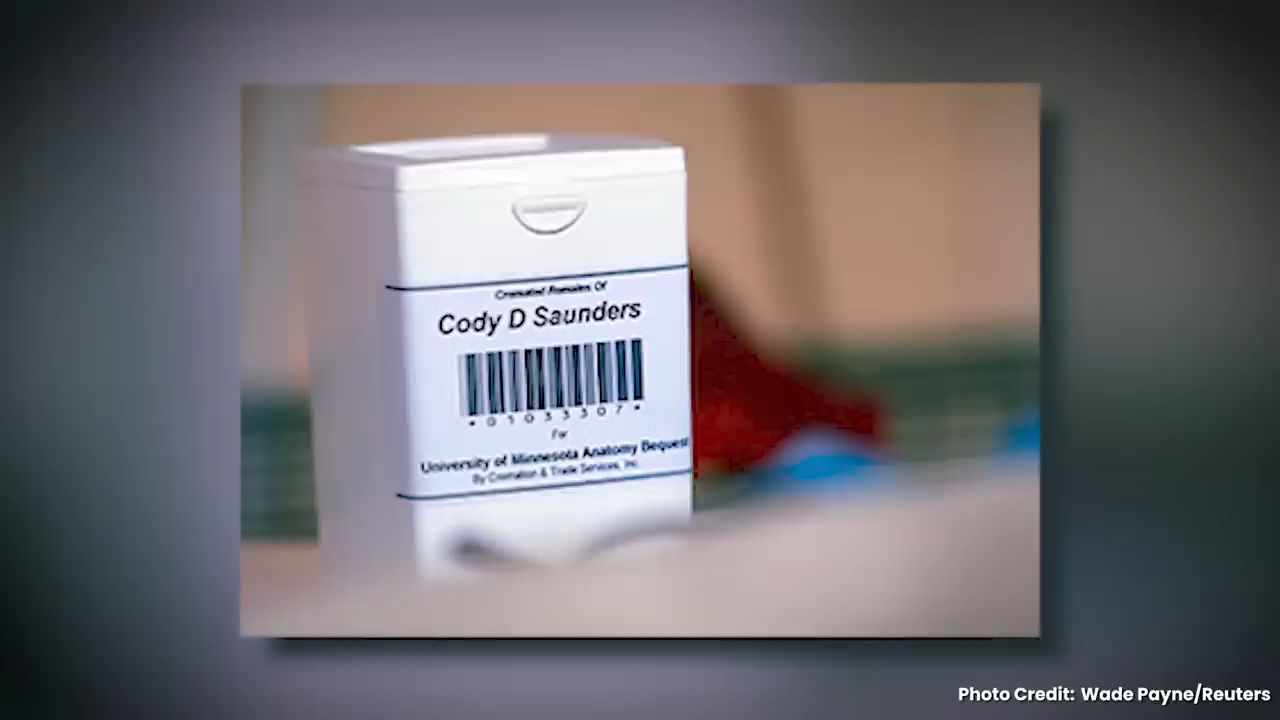 Cremated Remains Of
Cody D Saunders
* 0 1 0 3 3 3 0 7 *
For
University of Minnesota Anatomy Bequest
By Cremation & Trade Services, Inc.
Photo Credit: Wade Payne/Reuters